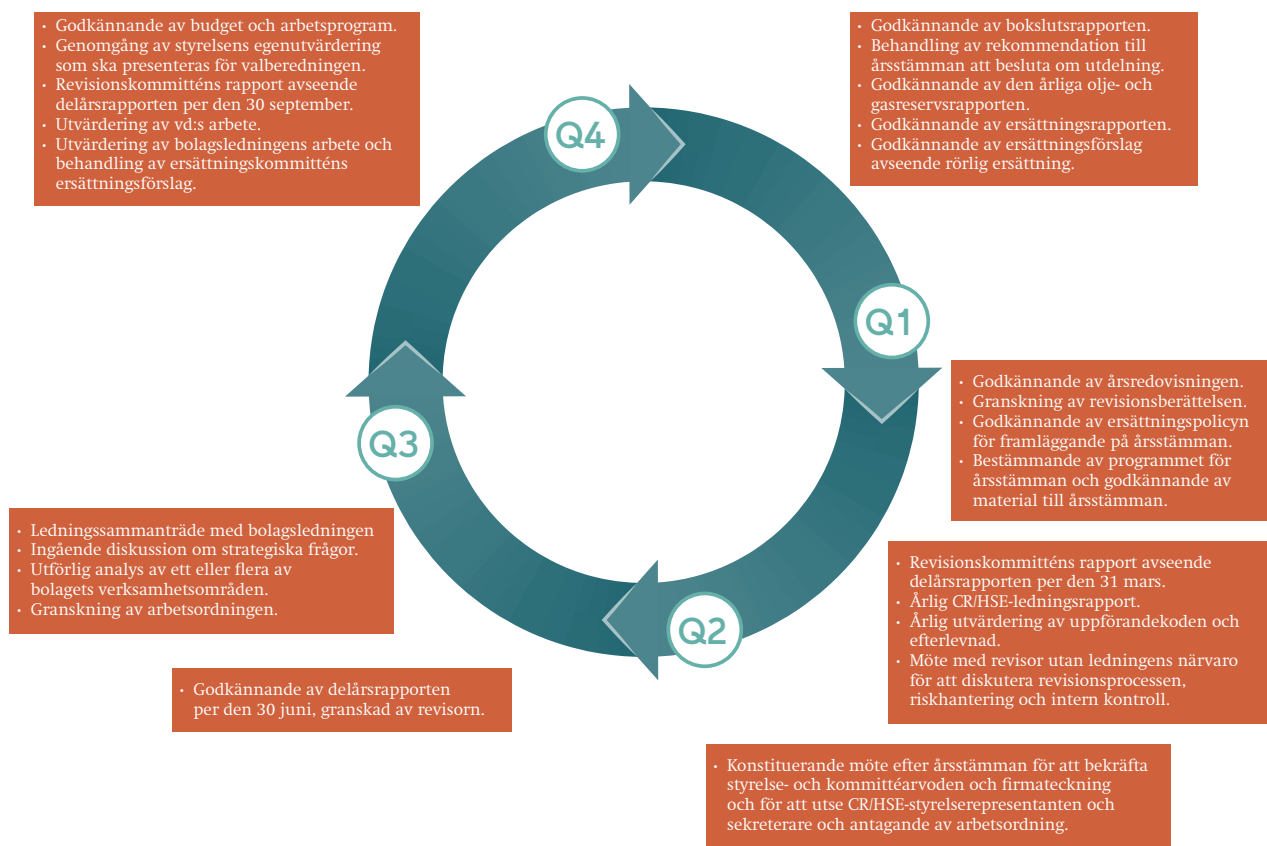 · Godkännande av budget och arbetsprogram.
· Genomgång av styrelsens egenutvärdering
som ska presenteras för valberedningen.
· Revisionskommitténs rapport avseende
delårsrapporten per den 30 september.
· Utvärdering av vd:s arbete.
· Utvärdering av bolagsledningens arbete och
behandling av ersättningskommitténs
ersättningsförslag.
· Godkännande av bokslutsrapporten.
· Behandling av rekommendation till
årsstämman att besluta om utdelning.
· Godkännande av den årliga olje- och
gasreservsrapporten.
· Godkännande av ersättningsrapporten.
· Godkännande av ersättningsförslag
avseende rörlig ersättning.
Q4
Q1
· Godkännande av årsredovisningen.
· Granskning av revisionsberättelsen.
· Godkännande av ersättningspolicyn
för framläggande på årsstämman.
· Bestämmande av programmet för
årsstämman och godkännande av
material till årsstämman.
Q3
· Ledningssammanträde med bolagsledningen
· Ingående diskussion om strategiska frågor.
· Utförlig analys av ett eller flera av
bolagets verksamhetsområden.
· Granskning av arbetsordningen.
· Revisionskommitténs rapport avseende
delårsrapporten per den 31 mars.
· Årlig CR/HSE-ledningsrapport.
· Årlig utvärdering av uppförandekoden och
efterlevnad.
· Möte med revisor utan ledningens närvaro
för att diskutera revisionsprocessen,
riskhantering och intern kontroll.
Q2
· Godkännande av delårsrapporten
per den 30 juni, granskad av revisorn.
· Konstituerande möte efter årsstämman för att bekräfta
styrelse- och kommittéarvoden och firmateckning
och för att utse CR/HSE-styrelserepresentanten och
sekreterare och antagande av arbetsordning.